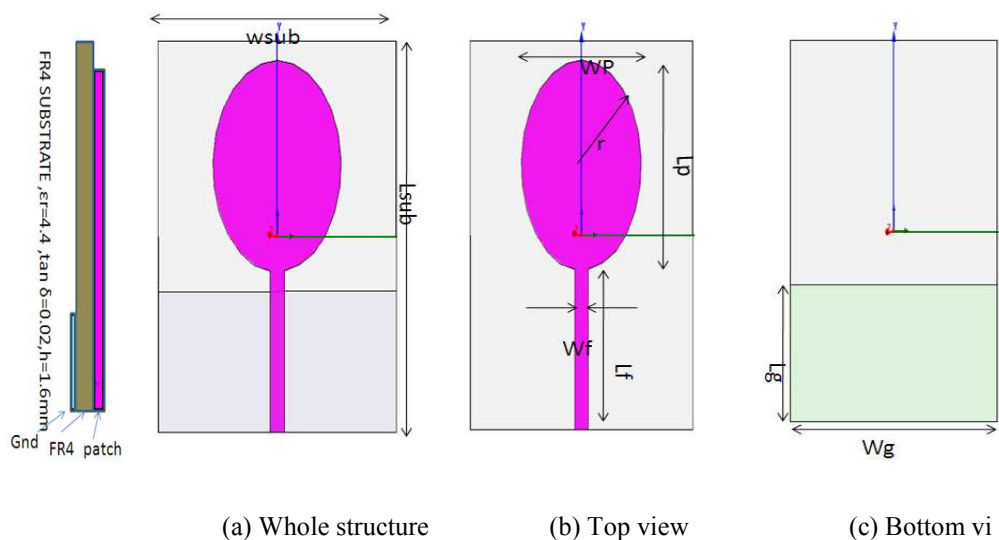 FR4 SUBSTRATE ,εr=4.4 ,tan δ=0.02,h=1.6mm
Gnd
FR4 patch
Y
wsub
Lsub
Z
Y
WP
r
Lp
Z
Wf
Lf
Y
Z
Lg
Wg
(a) Whole structure (b) Top view (c) Bottom vi